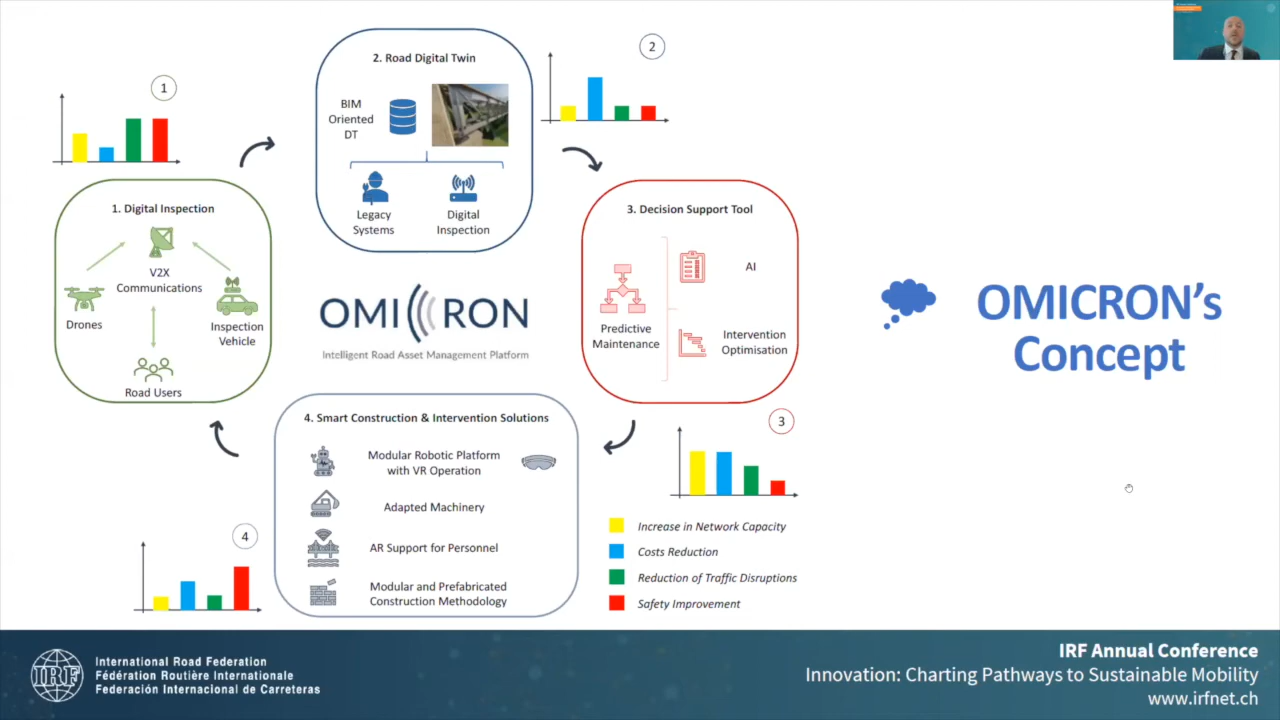 1
2
2. Road Digital Twin
BIM
Oriented
DT
Legacy
Systems
Digital
Inspection
1. Digital Inspection
V2X
Communications
Drones
Inspection
Vehicle
Road Users
3. Decision Support Tool
AI
Predictive
Maintenance
Intervention
Optimisation
OMICRON
Intelligent Road Asset Management Platform
OMICRON's
Concept
4. Smart Construction & Intervention Solutions
Modular Robotic Platform
with VR Operation
Adapted Machinery
AR Support for Personnel
Modular and Prefabricated
Construction Methodology
3
4
Increase in Network Capacity
Costs Reduction
Reduction of Traffic Disruptions
Safety Improvement
IRF
International Road Federation
Fédération Routière Internationale
Federación Internacional de Carreteras
IRF Annual Conference
Innovation: Charting Pathways to Sustainable Mobility
www.irfnet.ch